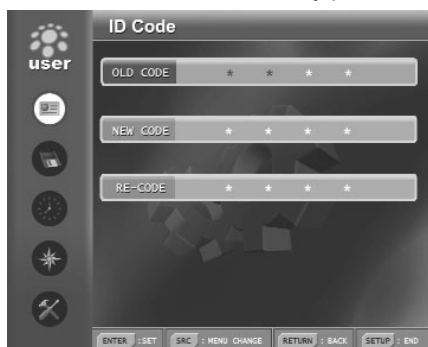 ID Code
user
OLD CODE * * * *
NEW CODE * * * *
RE-CODE * * * *
ENTER : SET SRC : MENU CHANGE RETURN : BACK SETUP : END